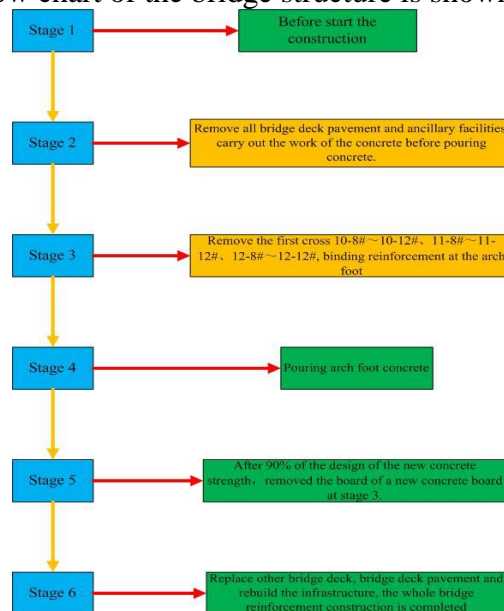 ow chart of the bridge structure is shown
Stage 1
Before start the
construction
Stage 2
Remove all bridge deck pavement and ancillary facilities
carry out the work of the concrete before pouring
concrete.
Stage 3
Remove the first cross 10-8#～10-12#、11-8#～11-
12#、12-8#～12-12#, binding reinforcement at the arch
foot
Stage 4
Pouring arch foot concrete
Stage 5
After 90% of the design of the new concrete
strength，removed the board of a new concrete board
at stage 3.
Stage 6
Replace other bridge deck, bridge deck pavement and
rebuild the infrastructure, the whole bridge
reinforcement construction is completed